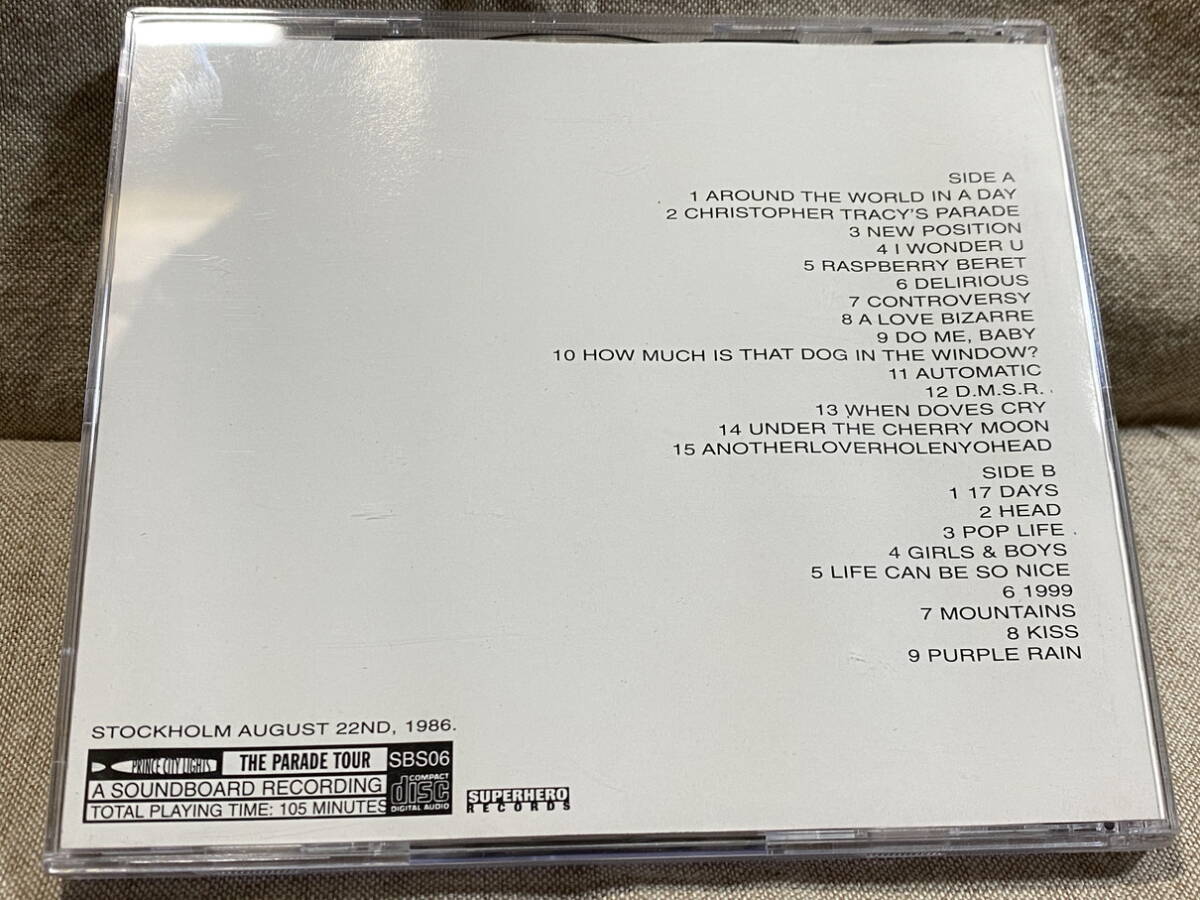 SIDE A
1 AROUND THE WORLD IN A DAY
2 CHRISTOPHER TRACY'S PARADE
3 NEW POSITION
4 I WONDER U
5 RASPBERRY BERET
6 DELIRIOUS
7 CONTROVERSY
8 A LOVE BIZARRE
9 DO ME, BABY
10 HOW MUCH IS THAT DOG IN THE WINDOW?
11 AUTOMATIC
12 D.M.S.R.
13 WHEN DOVES CRY
14 UNDER THE CHERRY MOON
15 ANOTHERLOVERHOLENYOHEAD
SIDE B
1 17 DAYS
2 HEAD
3 POP LIFE
4 GIRLS & BOYS
5 LIFE CAN BE SO NICE
6 1999
7 MOUNTAINS
8 KISS
9 PURPLE RAIN
STOCKHOLM AUGUST 22ND, 1986.
PRINCE CITY LIGHTS THE PARADE TOUR SBS06
A SOUNDBOARD RECORDING
TOTAL PLAYING TIME: 105 MINUTES
COMPACT
disc
DIGITAL AUDIO
SUPERHERO
RECORDS